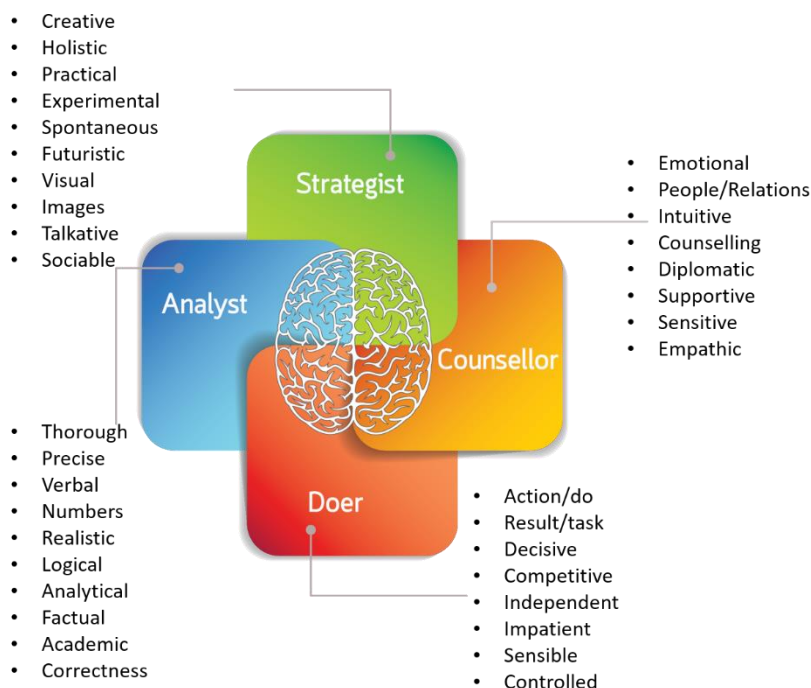 • Creative
• Holistic
• Practical
• Experimental
• Spontaneous
• Futuristic
• Visual
• Images
• Talkative
• Sociable
Strategist
• Emotional
• People/Relations
• Intuitive
• Counselling
• Diplomatic
• Supportive
• Sensitive
• Empathic
Analyst
Counsellor
• Thorough
• Precise
• Verbal
• Numbers
• Realistic
• Logical
• Analytical
• Factual
• Academic
• Correctness
Doer
• Action/do
• Result/task
• Decisive
• Competitive
• Independent
• Impatient
• Sensible
• Controlled